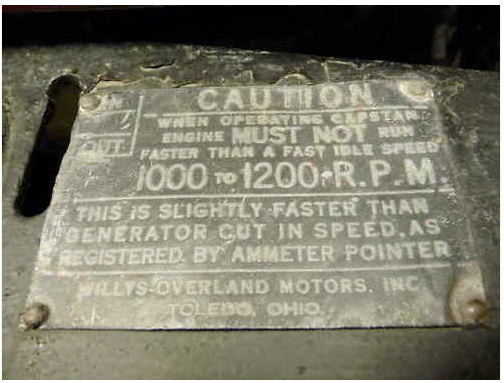 IN
OUT
CAUTION
WHEN OPERATING CAPSTAN
ENGINE MUST NOT RUN
FASTER THAN A FAST IDLE SPEED
1000 TO 1200 R.P.M.
THIS IS SLIGHTLY FASTER THAN
GENERATOR CUT IN SPEED, AS
REGISTERED BY AMMETER POINTER
WILLYS-OVERLAND MOTORS, INC.
TOLEDO, OHIO.